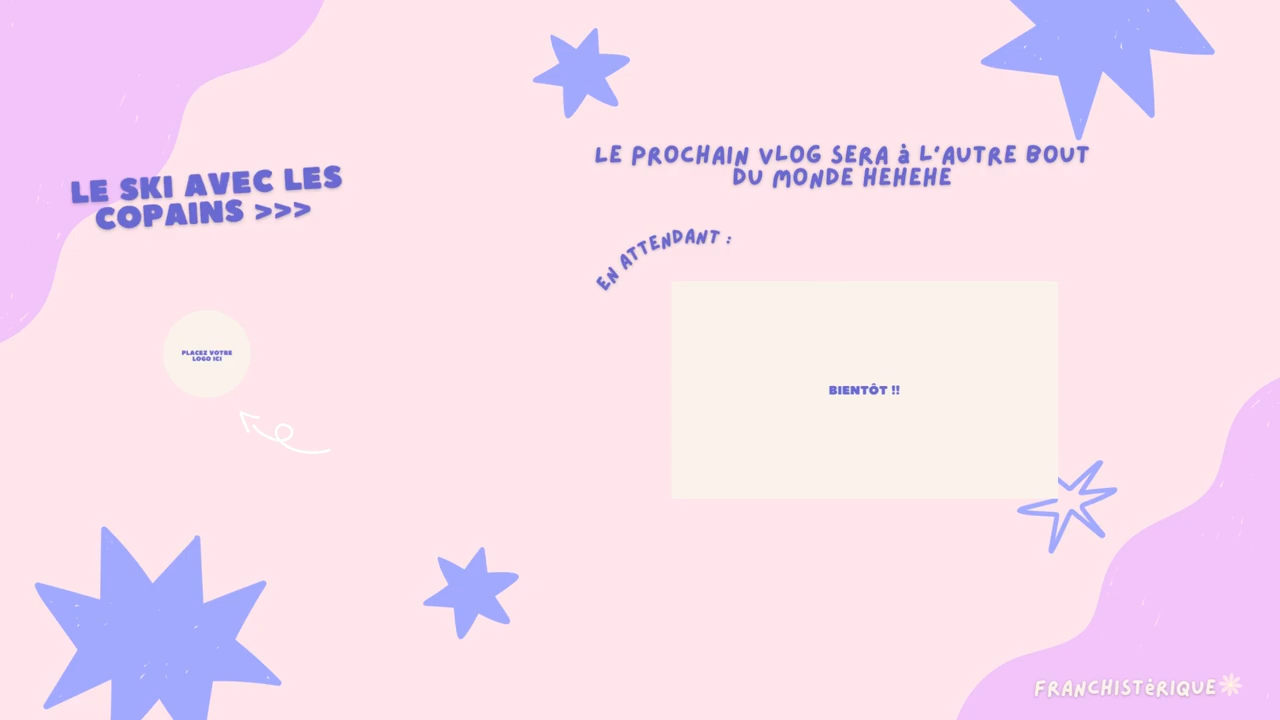 LE SKI AVEC LES
COPAINS >>>
PLACEZ VOTRE
LOGO ICI
LE PROCHAIN VLOG SERA à L'AUTRE BOUT
DU MONDE HEHEHE
EN ATTENDANT :
BIENTÔT !!
FRANCHISTèRIQUE